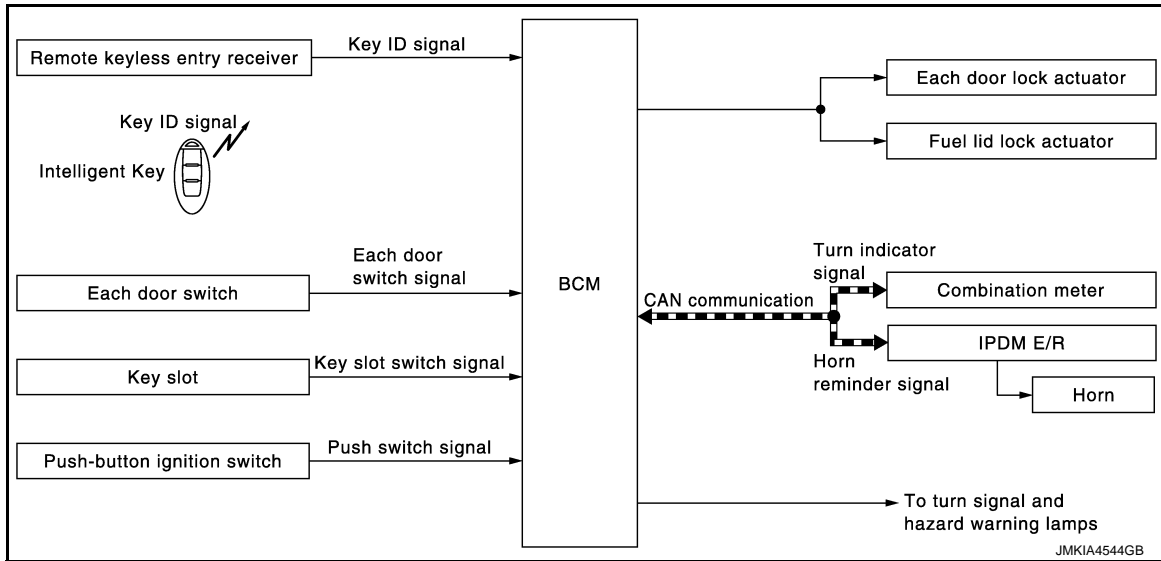 Remote keyless entry receiver
Key ID signal
Key ID signal
Intelligent Key
Each door switch
Each door
switch signal
Key slot
Key slot switch signal
Push-button ignition switch
Push switch signal
BCM
Each door lock actuator
Fuel lid lock actuator
CAN communication
Turn indicator
signal
Combination meter
IPDM E/R
Horn
reminder signal
Horn
To turn signal and
hazard warning lamps
JMKIA4544GB